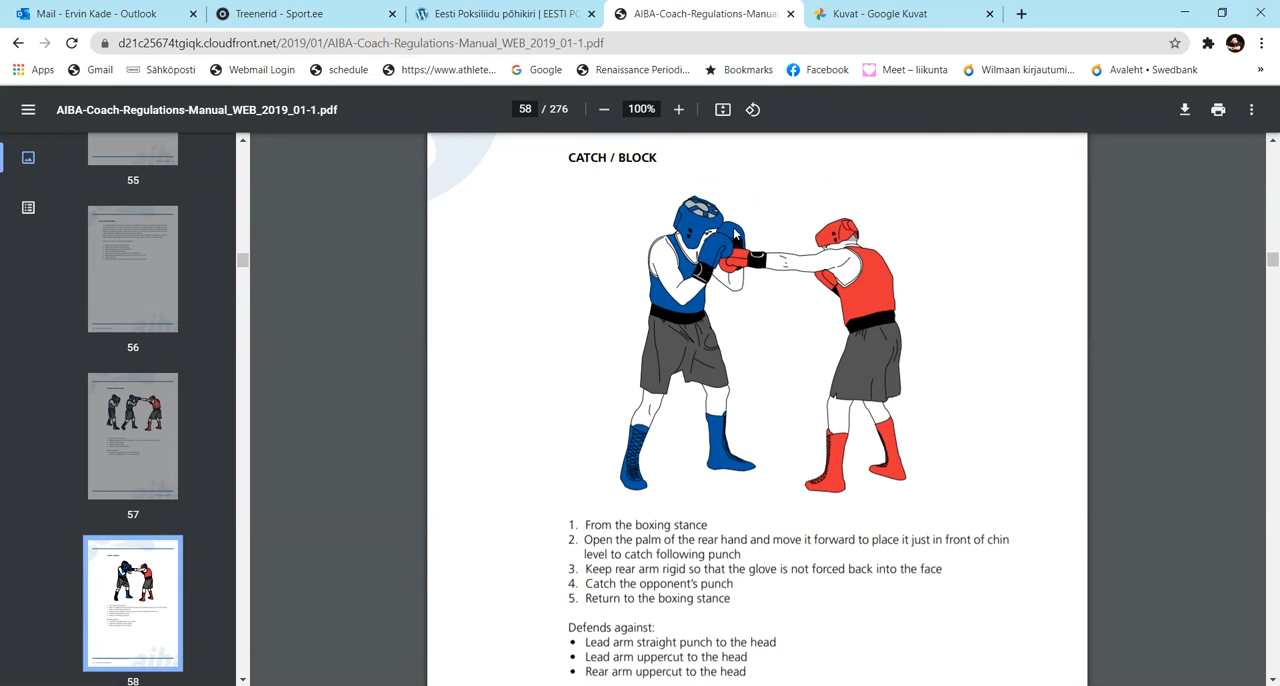 Mail - Ervin Kade - Outlook
Treenerid - Sport.ee
Eesti Poksiliidu põhikiri | EESTI PO
AIBA-Coach-Regulations-Manual
Kuvat - Google Kuvat
d21c25674tgiqk.cloudfront.net/2019/01/AIBA-Coach-Regulations-Manual_WEB_2019_01-1.pdf
Apps
Gmail
Sähköposti
Webmail Login
schedule
https://www.athlete...
Google
Renaissance Periodi...
Bookmarks
Facebook
Meet – liikunta
Wilmaan kirjautumi...
Avaleht • Swedbank
»
AIBA-Coach-Regulations-Manual_WEB_2019_01-1.pdf
58 / 276
100%
55
56
57
58
CATCH / BLOCK
1. From the boxing stance
2. Open the palm of the rear hand and move it forward to place it just in front of chin
level to catch following punch
3. Keep rear arm rigid so that the glove is not forced back into the face
4. Catch the opponent's punch
5. Return to the boxing stance
Defends against:
• Lead arm straight punch to the head
• Lead arm uppercut to the head
• Rear arm uppercut to the head